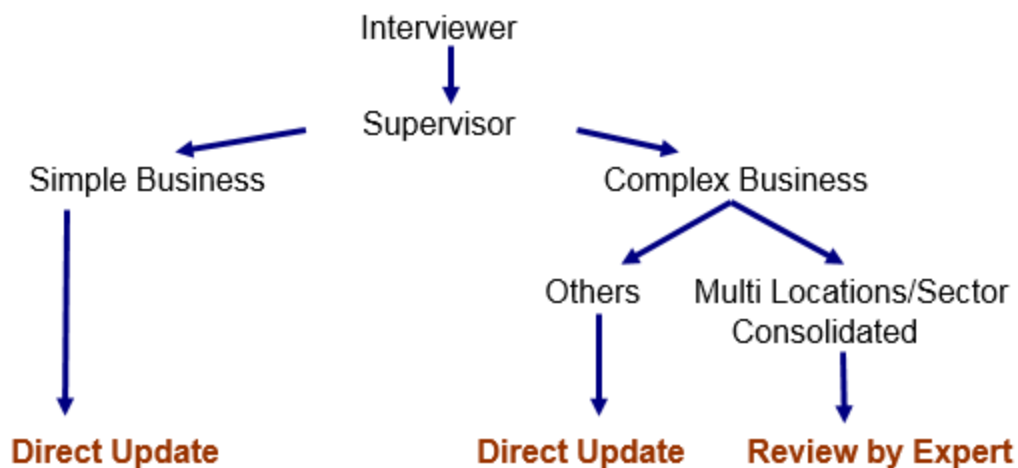 Interviewer
Supervisor
Simple Business
Complex Business
Others
Multi Locations/Sector
Consolidated
Direct Update
Direct Update
Review by Expert